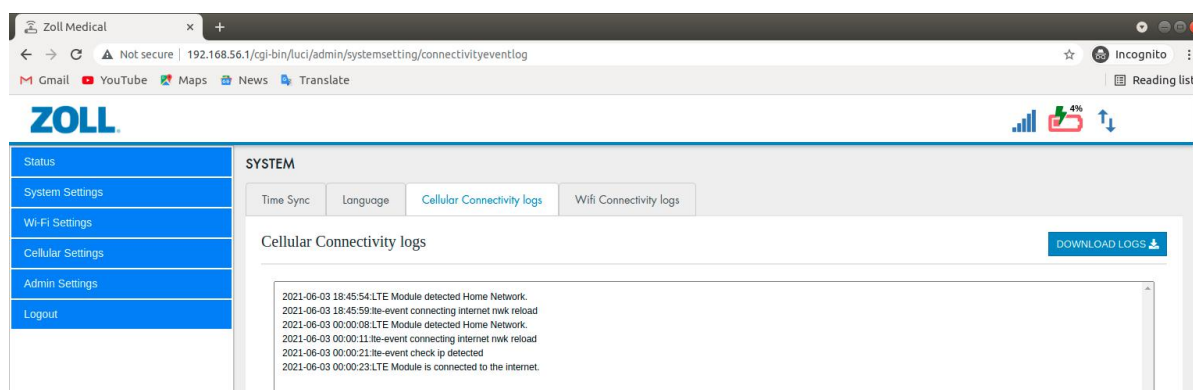 Zoll Medical
Not secure | 192.168.56.1/cgi-bin/luci/admin/systemsetting/connectivityeventlog
Incognito
Gmail YouTube Maps News Translate
Reading list
ZOLL.
4%
Status
System Settings
Wi-Fi Settings
Cellular Settings
Admin Settings
Logout
SYSTEM
Time Sync Language Cellular Connectivity logs Wifi Connectivity logs
Cellular Connectivity logs
DOWNLOAD LOGS
2021-06-03 18:45:54:LTE Module detected Home Network.
2021-06-03 18:45:59:lte-event connecting internet nwk reload
2021-06-03 00:00:08:LTE Module detected Home Network.
2021-06-03 00:00:11:lte-event connecting internet nwk reload
2021-06-03 00:00:21:lte-event check ip detected
2021-06-03 00:00:23:LTE Module is connected to the internet.